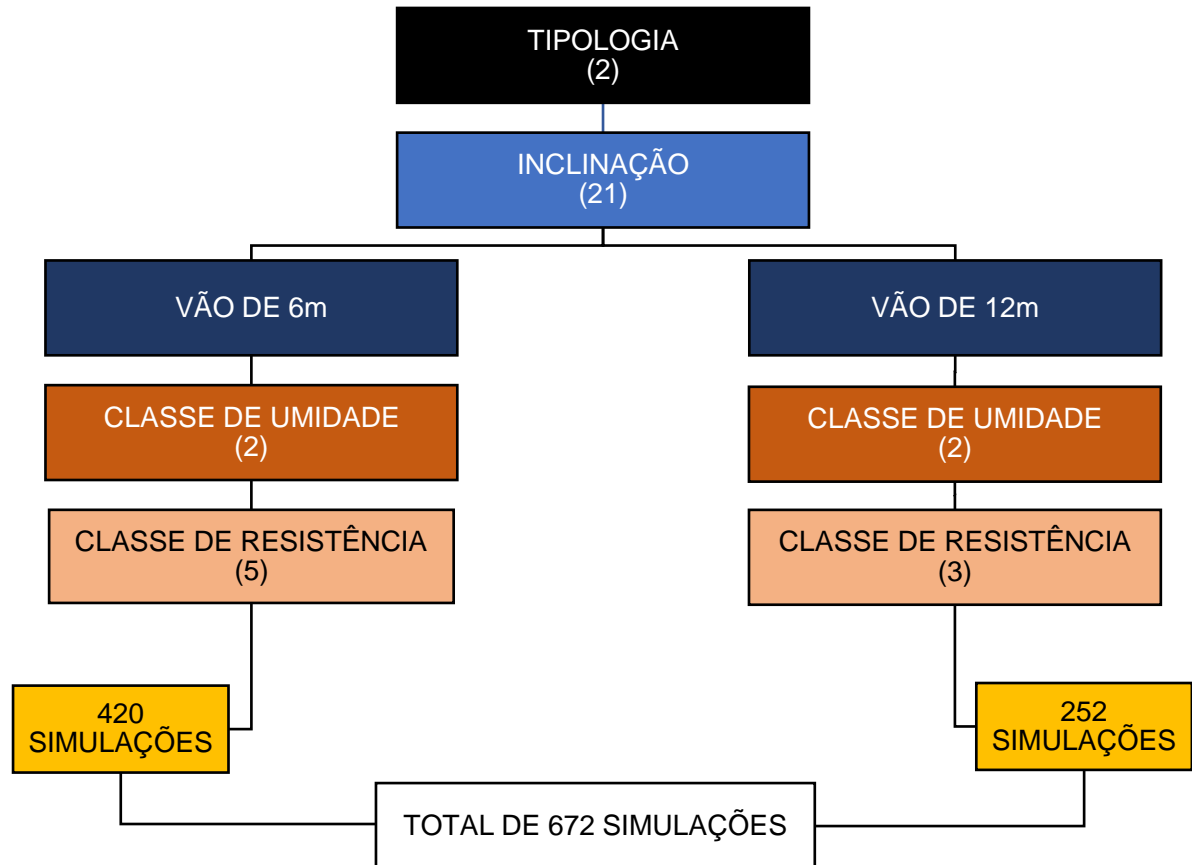 TIPOLOGIA
(2)
INCLINAÇÃO
(21)
VÃO DE 6m
VÃO DE 12m
CLASSE DE UMIDADE
(2)
CLASSE DE UMIDADE
(2)
CLASSE DE RESISTÊNCIA
(5)
CLASSE DE RESISTÊNCIA
(3)
420
SIMULAÇÕES
252
SIMULAÇÕES
TOTAL DE 672 SIMULAÇÕES